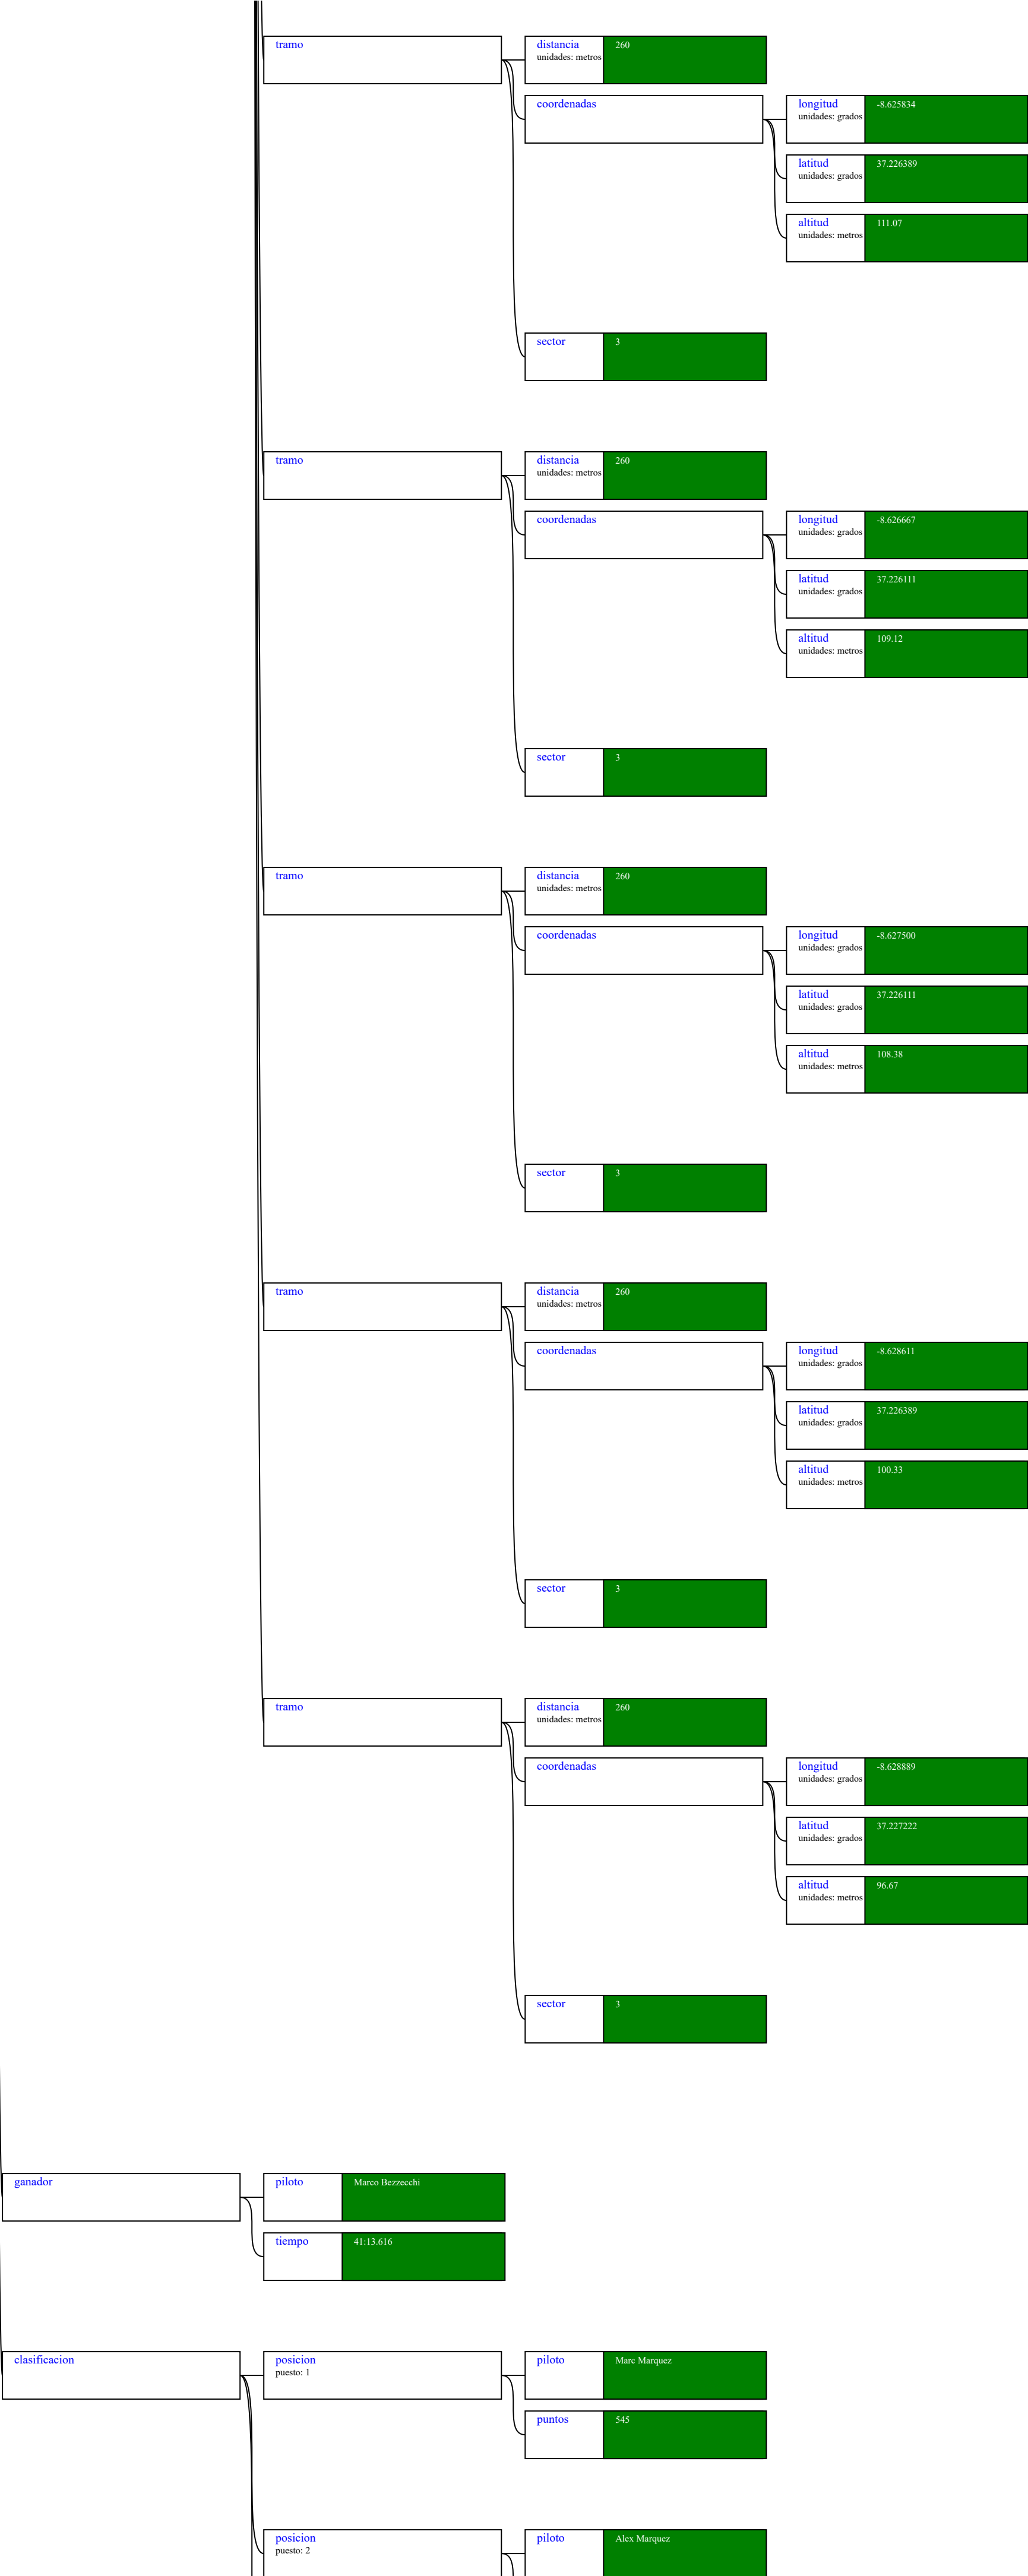 tramo
distancia
unidades: metros
260
coordenadas
longitud
unidades: grados
-8.625834
latitud
unidades: grados
37.226389
altitud
unidades: metros
111.07
sector
3
tramo
distancia
unidades: metros
260
coordenadas
longitud
unidades: grados
-8.626667
latitud
unidades: grados
37.226111
altitud
unidades: metros
109.12
sector
3
tramo
distancia
unidades: metros
260
coordenadas
longitud
unidades: grados
-8.627500
latitud
unidades: grados
37.226111
altitud
unidades: metros
108.38
sector
3
tramo
distancia
unidades: metros
260
coordenadas
longitud
unidades: grados
-8.628611
latitud
unidades: grados
37.226389
altitud
unidades: metros
100.33
sector
3
tramo
distancia
unidades: metros
260
coordenadas
longitud
unidades: grados
-8.628889
latitud
unidades: grados
37.227222
altitud
unidades: metros
96.67
sector
3
ganador
piloto
Marco Bezzecchi
tiempo
41:13.616
clasificacion
posicion
puesto: 1
piloto
Marc Marquez
puntos
545
posicion
puesto: 2
piloto
Alex Marquez